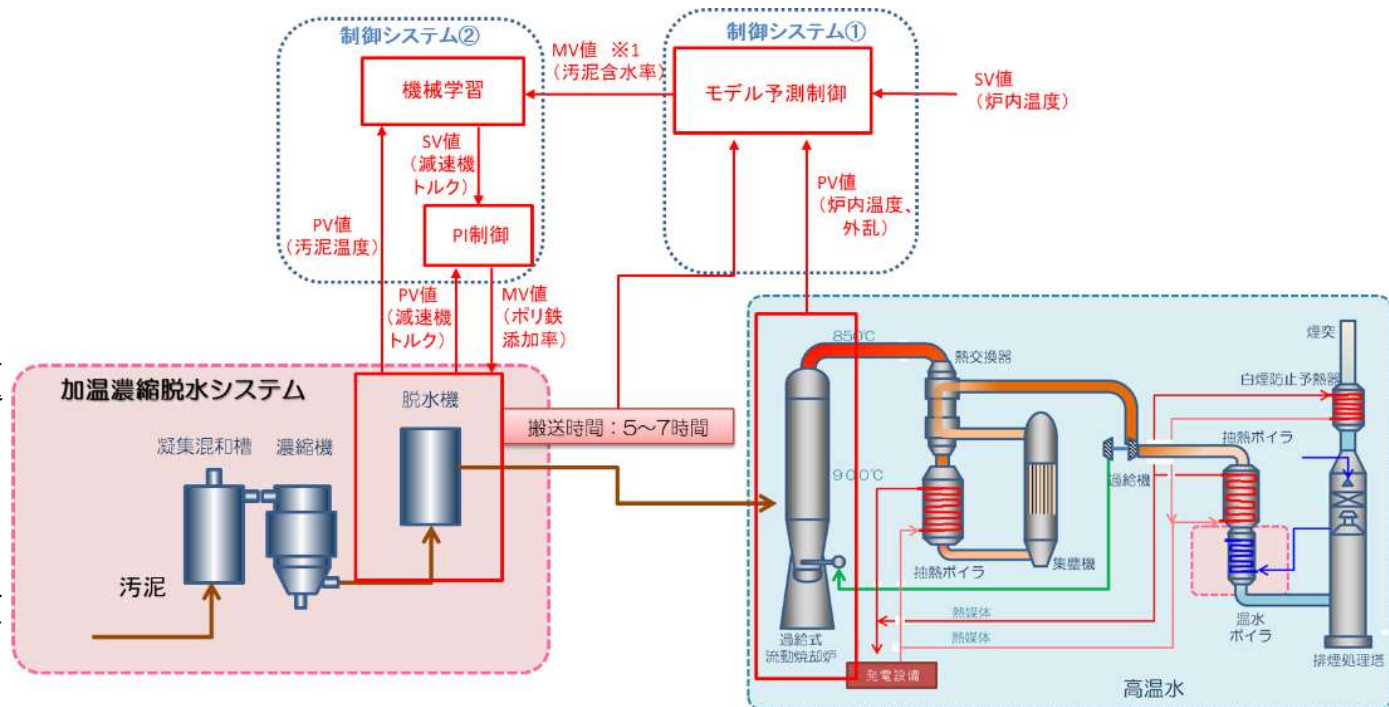 制御システム②
機械学習
SV値
（減速機
トルク）
PI制御
PV値
（汚泥温度）
PV値
（減速機
トルク）
MV値
（ポリ鉄
添加率）
MV値 ※1
（汚泥含水率）
制御システム①
モデル予測制御
SV値
（炉内温度）
PV値
（炉内温度、
外乱）
加温濃縮脱水システム
脱水機
凝集混和槽
濃縮機
汚泥
搬送時間：5～7時間
850℃
900℃
過給式
流動焼却炉
熱交換器
抽熱ボイラ
集塵機
過給機
抽熱ボイラ
温水
ボイラ
煙突
白煙防止予熱器
排煙処理塔
熱媒体
熱媒体
発電設備
高温水